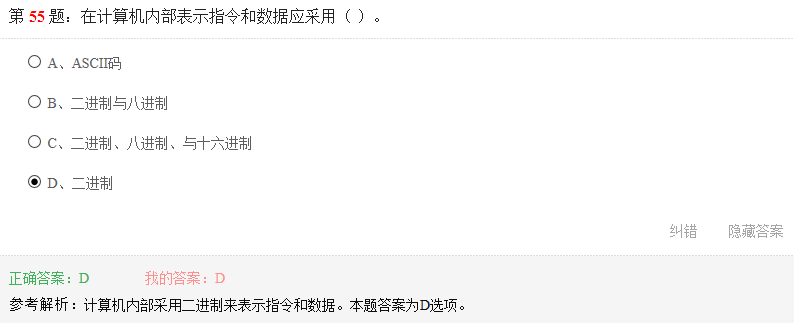 第 55 题：在计算机内部表示指令和数据应采用（ ）。
A、ASCII码
B、二进制与八进制
C、二进制、八进制、与十六进制
D、二进制
纠错 隐藏答案
正确答案：D 我的答案：D
参考解析：计算机内部采用二进制来表示指令和数据。本题答案为D选项。